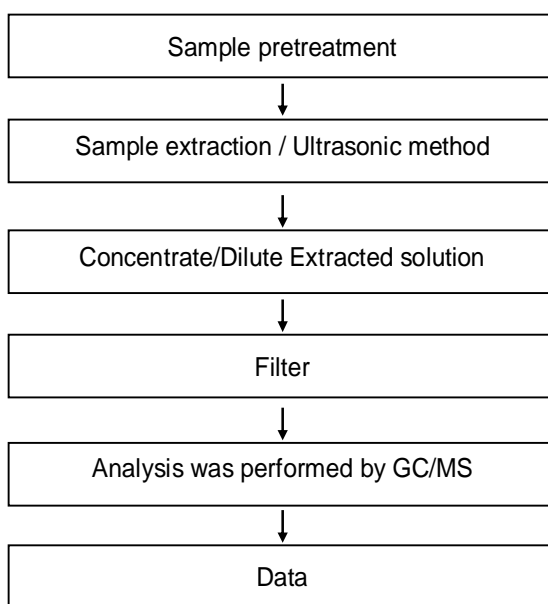 Sample pretreatment
Sample extraction / Ultrasonic method
Concentrate/Dilute Extracted solution
Filter
Analysis was performed by GC/MS
Data